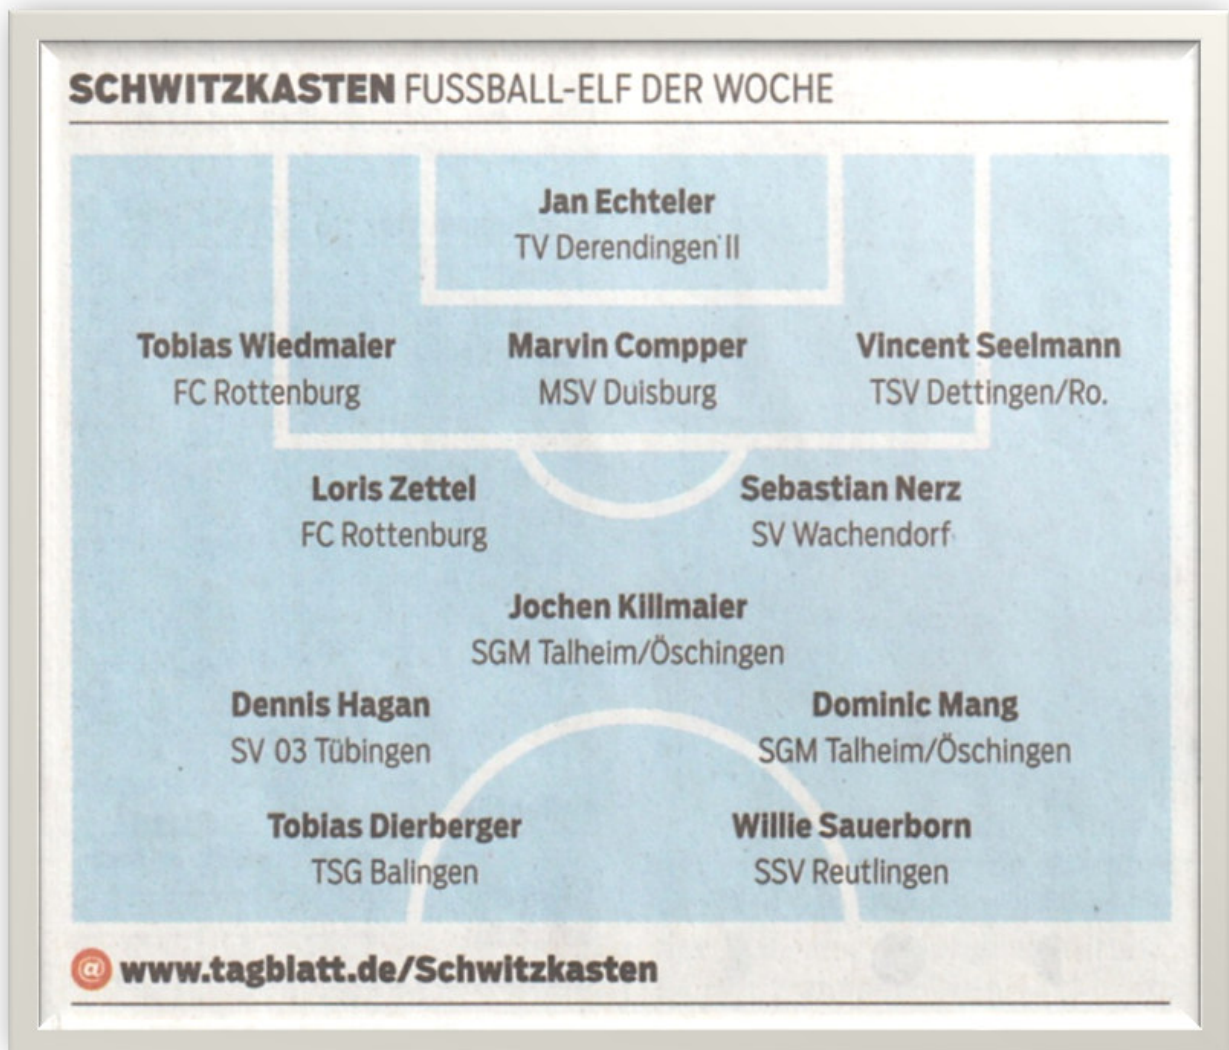 SCHWITZKASTEN FUSSBALL-ELF DER WOCHE
Jan Echteler
TV Derendingen II
Tobias Wiedmaier Marvin Compper Vincent Seelmann
FC Rottenburg MSV Duisburg TSV Dettingen/Ro.
Loris Zettel Sebastian Nerz
FC Rottenburg SV Wachendorf
Jochen Killmaier
SGM Talheim/Öschingen
Dennis Hagan Dominic Mang
SV 03 Tübingen SGM Talheim/Öschingen
Tobias Dierberger Willie Sauerborn
TSG Balingen SSV Reutlingen
@ www.tagblatt.de/Schwitzkasten